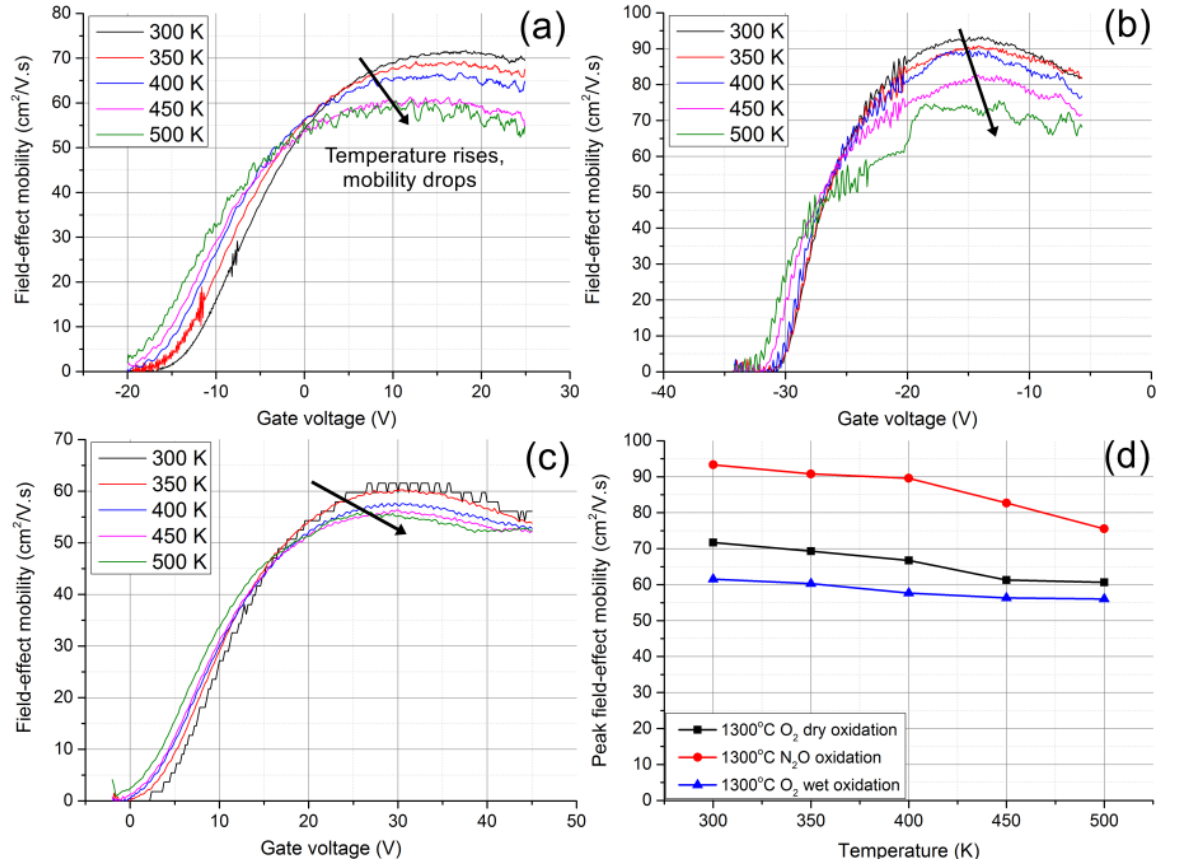 (a)
300 K
350 K
400 K
450 K
500 K
Temperature rises,
mobility drops
Field-effect mobility (cm²/V.s)
80
70
60
50
40
30
20
10
0
-20 -10 0 10 20 30
Gate voltage (V)
(b)
300 K
350 K
400 K
450 K
500 K
Field-effect mobility (cm²/V.s)
100
90
80
70
60
50
40
30
20
10
0
-40 -30 -20 -10 0
Gate voltage (V)
(c)
300 K
350 K
400 K
450 K
500 K
Field-effect mobility (cm²/V.s)
70
60
50
40
30
20
10
0
0 10 20 30 40 50
Gate voltage (V)
(d)
Peak field-effect mobility (cm²/V.s)
100
90
80
70
60
50
40
30
20
10
0
1300°C O₂ dry oxidation
1300°C N₂O oxidation
1300°C O₂ wet oxidation
300 350 400 450 500
Temperature (K)